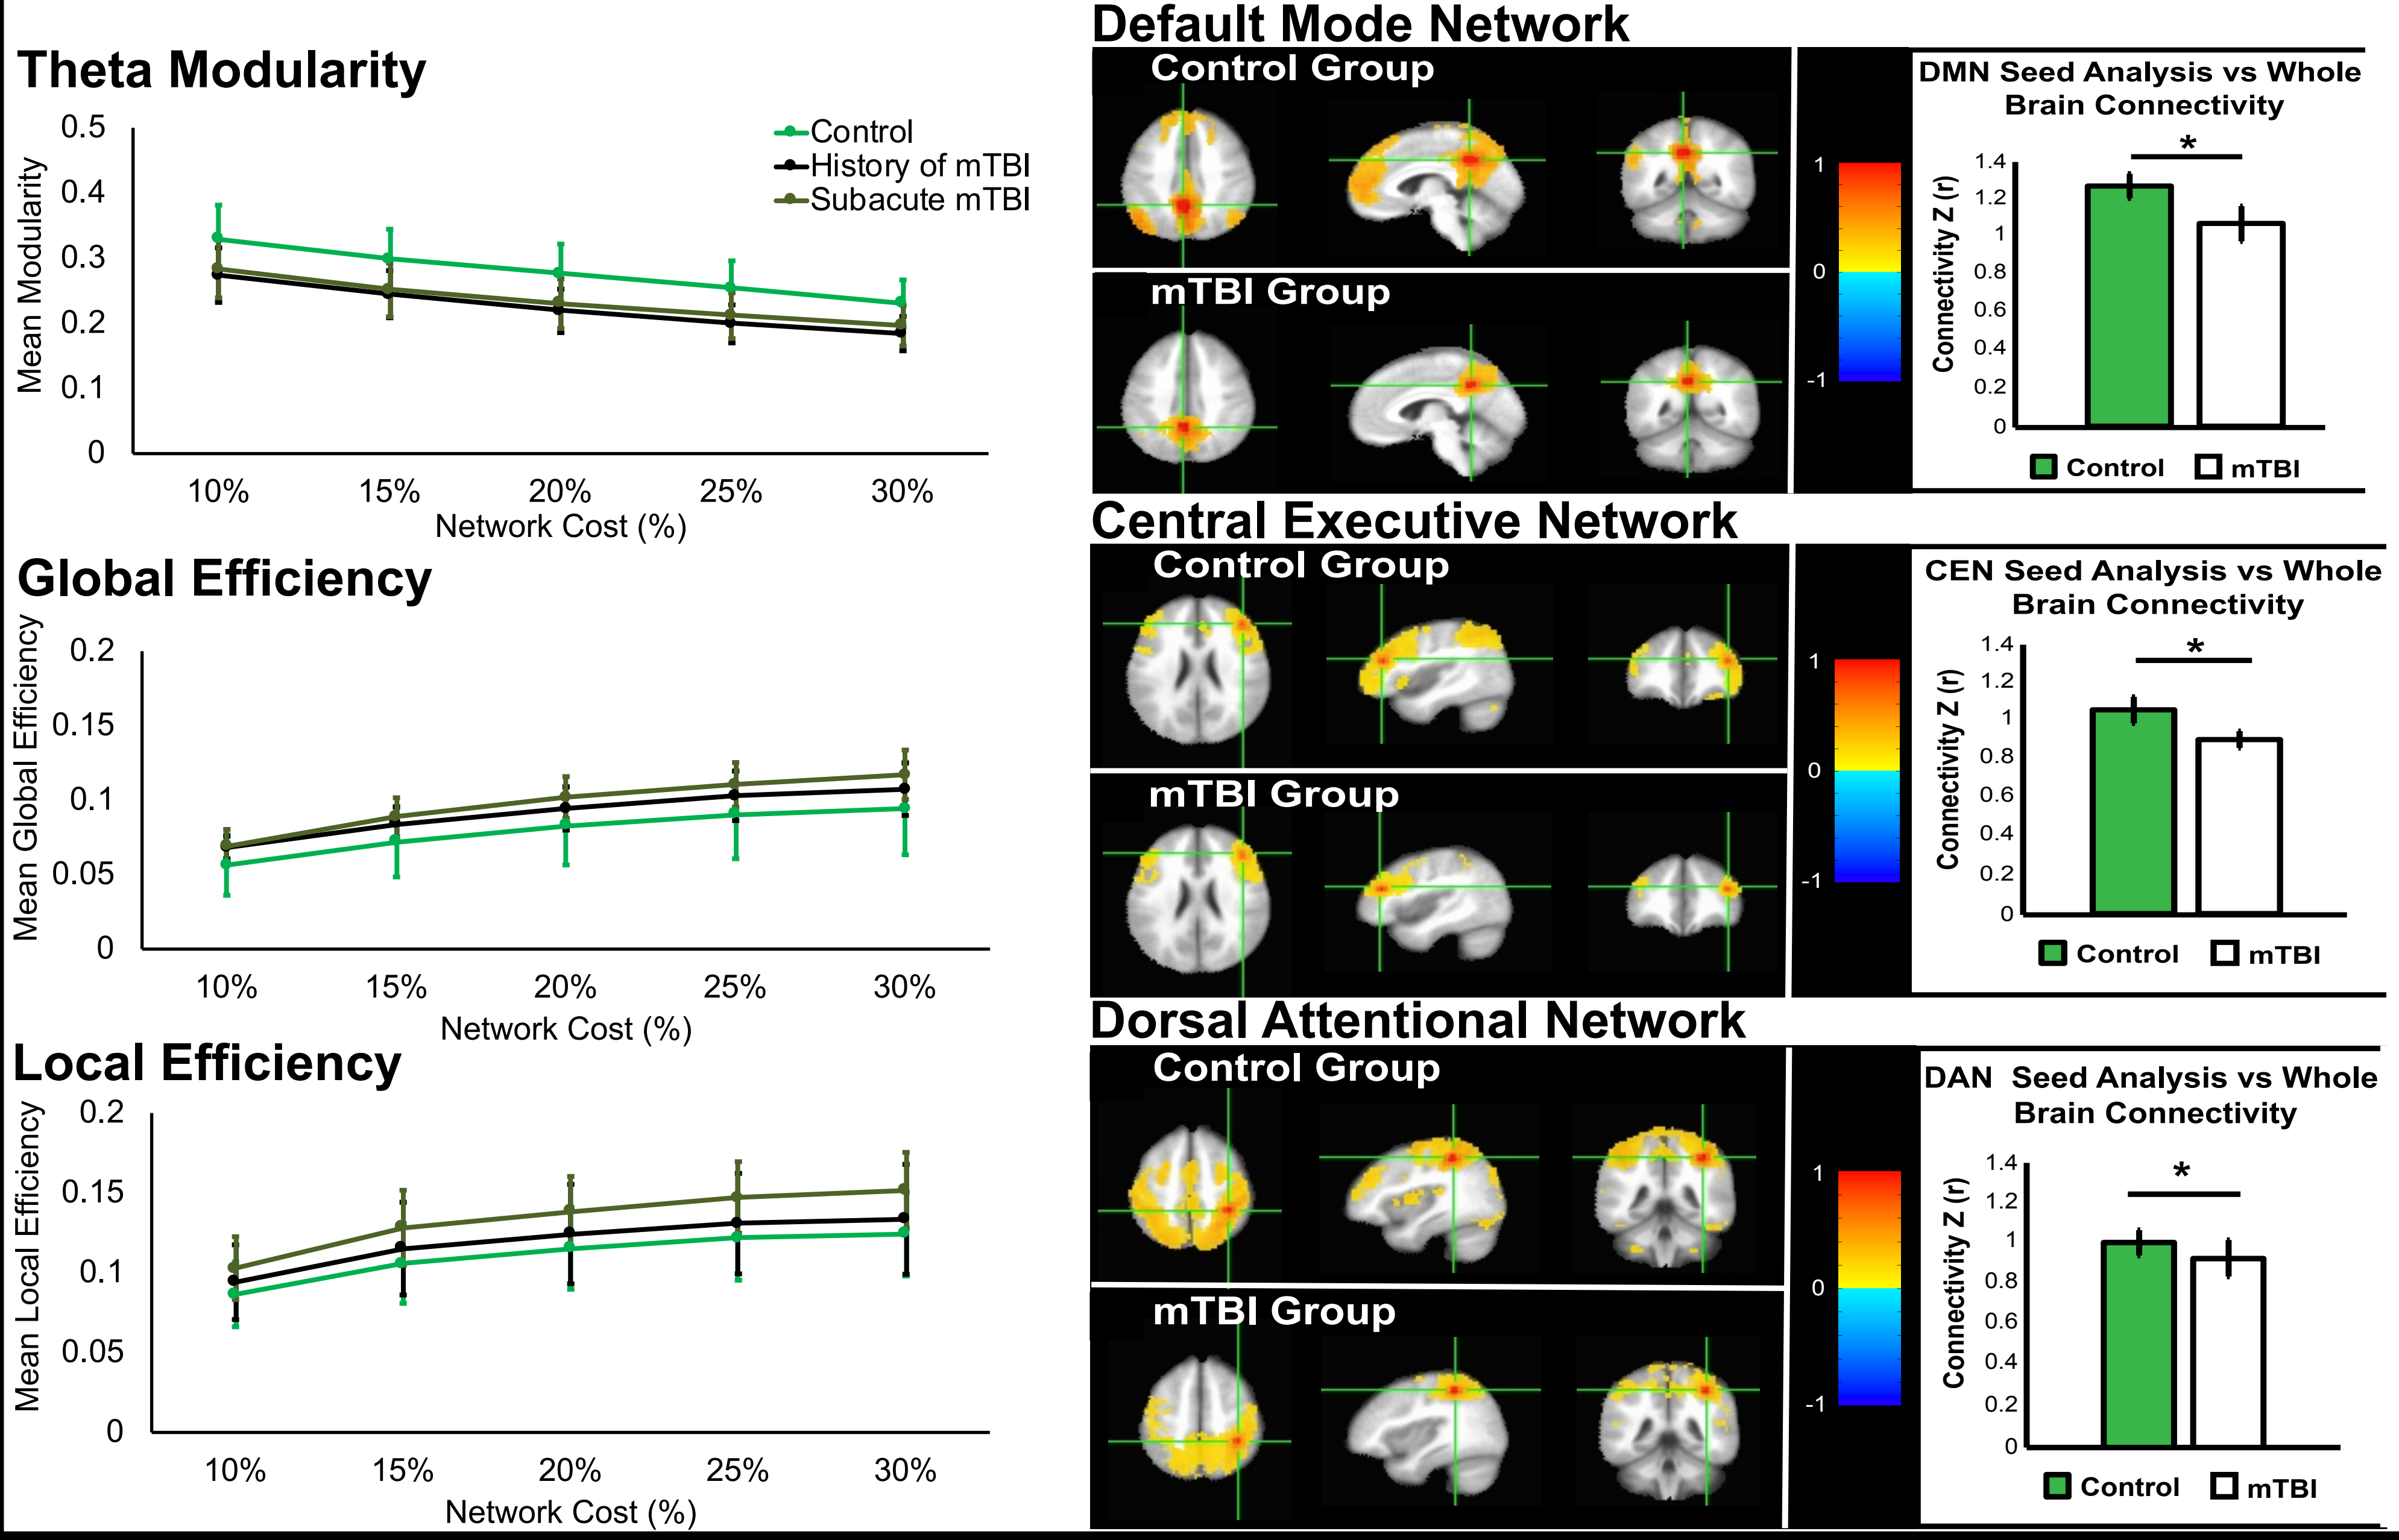 Theta Modularity
Mean Modularity
0.5
0.4
0.3
0.2
0.1
0
Control
History of mTBI
Subacute mTBI
10% 15% 20% 25% 30%
Network Cost (%)
Global Efficiency
Mean Global Efficiency
0.2
0.15
0.1
0.05
0
10% 15% 20% 25% 30%
Network Cost (%)
Local Efficiency
Mean Local Efficiency
0.2
0.15
0.1
0.05
0
10% 15% 20% 25% 30%
Network Cost (%)
Default Mode Network
Control Group
mTBI Group
1
0
-1
DMN Seed Analysis vs Whole
Brain Connectivity
*
Connectivity Z (r)
1.4
1.2
1
0.8
0.6
0.4
0.2
0
Control mTBI
Central Executive Network
Control Group
mTBI Group
1
0
-1
CEN Seed Analysis vs Whole
Brain Connectivity
*
Connectivity Z (r)
1.4
1.2
1
0.8
0.6
0.4
0.2
0
Control mTBI
Dorsal Attentional Network
Control Group
mTBI Group
1
0
-1
DAN Seed Analysis vs Whole
Brain Connectivity
*
Connectivity Z (r)
1.4
1.2
1
0.8
0.6
0.4
0.2
0
Control mTBI